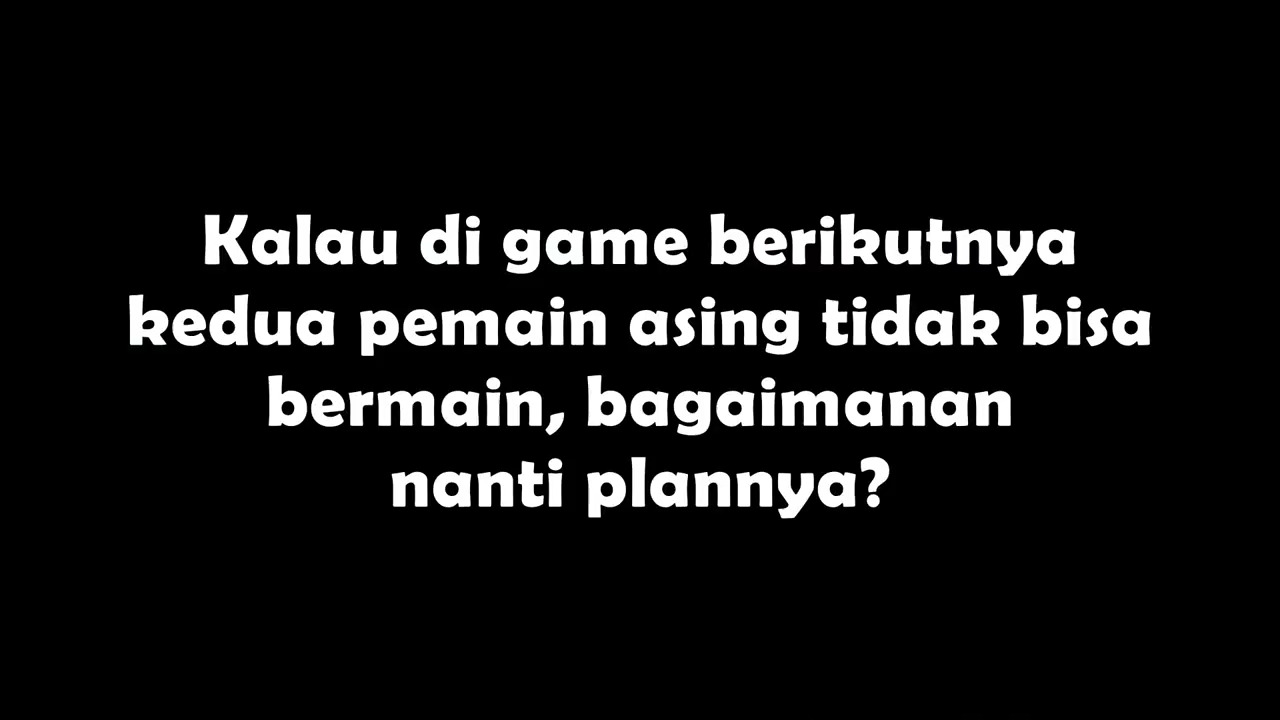 Kalau di game berikutnya
kedua pemain asing tidak bisa
bermain, bagaimanan
nanti plannya?